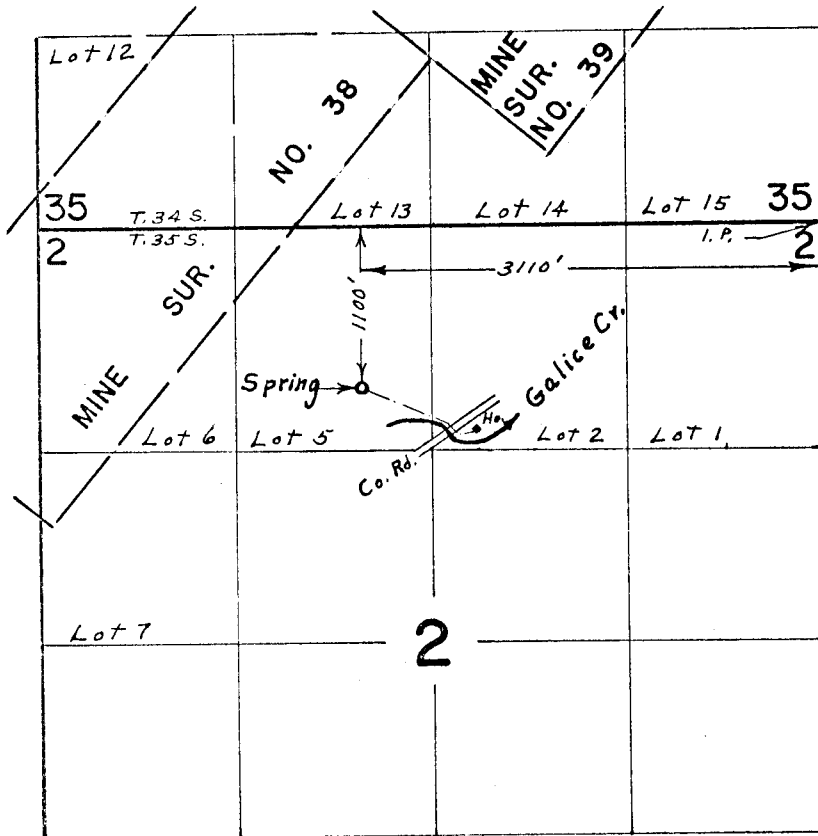 Lot 12
MINE
SUR.
NO. 39
NO. 38
35
T. 34 S.
Lot 13
Lot 14
Lot 15
35
2
T. 35 S.
I.P.
2
3110'
1100'
SUR.
MINE
Spring
Galice Cr.
Ho.
Lot 6
Lot 5
Co. Rd.
Lot 2
Lot 1
Lot 7
2